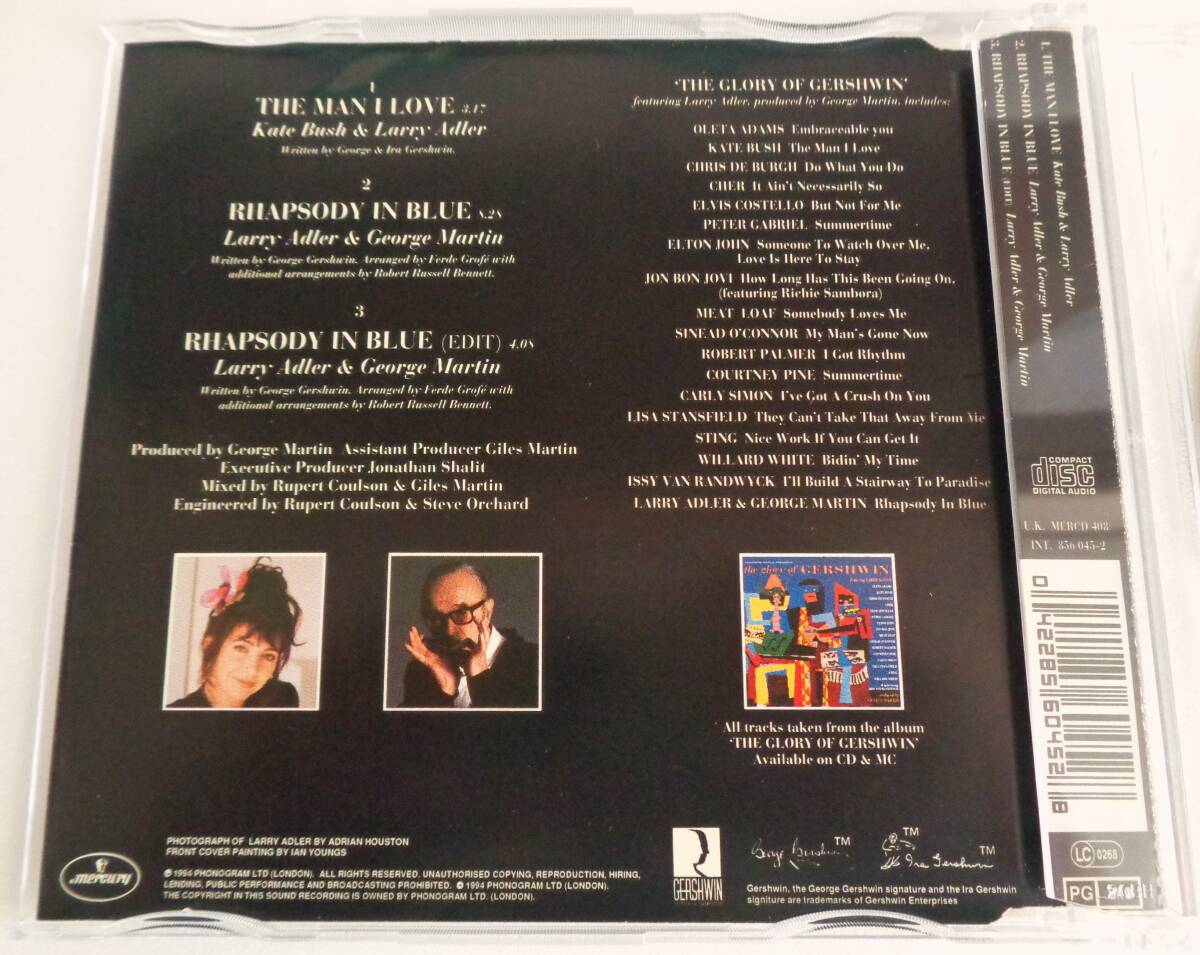 1
THE MAN I LOVE 3.17
Kate Bush & Larry Adler
Written by George & Ira Gershwin.
2
RHAPSODY IN BLUE 8.28
Larry Adler & George Martin
Written by George Gershwin. Arranged by Ferde Grofé with
additional arrangements by Robert Russell Bennett.
3
RHAPSODY IN BLUE (EDIT) 4.08
Larry Adler & George Martin
Written by George Gershwin. Arranged by Ferde Grofé with
additional arrangements by Robert Russell Bennett.
Produced by George Martin Assistant Producer Giles Martin
Executive Producer Jonathan Shalit
Mixed by Rupert Coulson & Giles Martin
Engineered by Rupert Coulson & Steve Orchard
'THE GLORY OF GERSHWIN'
featuring Larry Adler, produced by George Martin, includes:
OLETA ADAMS Embraceable you
KATE BUSH The Man I Love
CHRIS DE BURGH Do What You Do
CHER It Ain't Necessarily So
ELVIS COSTELLO But Not For Me
PETER GABRIEL Summertime
ELTON JOHN Someone To Watch Over Me,
Love Is Here To Stay
JON BON JOVI How Long Has This Been Going On,
(featuring Richie Sambora)
MEAT LOAF Somebody Loves Me
SINEAD O'CONNOR My Man's Gone Now
ROBERT PALMER I Got Rhythm
COURTNEY PINE Summertime
CARLY SIMON I've Got A Crush On You
LISA STANSFIELD They Can't Take That Away From Me
STING Nice Work If You Can Get It
WILLARD WHITE Bidin' My Time
ISSY VAN RANDWYCK I'll Build A Stairway To Paradise
LARRY ADLER & GEORGE MARTIN Rhapsody In Blue
the glory of GERSHWIN
All tracks taken from the album
'THE GLORY OF GERSHWIN'
Available on CD & MC
PHOTOGRAPH OF LARRY ADLER BY ADRIAN HOUSTON
FRONT COVER PAINTING BY IAN YOUNGS
mercury
℗ 1994 PHONOGRAM LTD (LONDON). ALL RIGHTS RESERVED. UNAUTHORISED COPYING, REPRODUCTION, HIRING,
LENDING, PUBLIC PERFORMANCE AND BROADCASTING PROHIBITED. © 1994 PHONOGRAM LTD. (LONDON).
THE COPYRIGHT IN THIS SOUND RECORDING IS OWNED BY PHONOGRAM LTD. (LONDON).
GERSHWIN
George Gershwin TM
Ira Gershwin TM
TM
Gershwin, the George Gershwin signature and the Ira Gershwin
signiture are trademarks of Gershwin Enterprises
1. THE MAN I LOVE Kate Bush & Larry Adler
2. RHAPSODY IN BLUE Larry Adler & George Martin
3. RHAPSODY IN BLUE (EDIT) Larry Adler & George Martin
COMPACT
disc
DIGITAL AUDIO
U.K. MERCD 408
INT. 856 045-2
0 42285 60452 8
LC 0268
PG